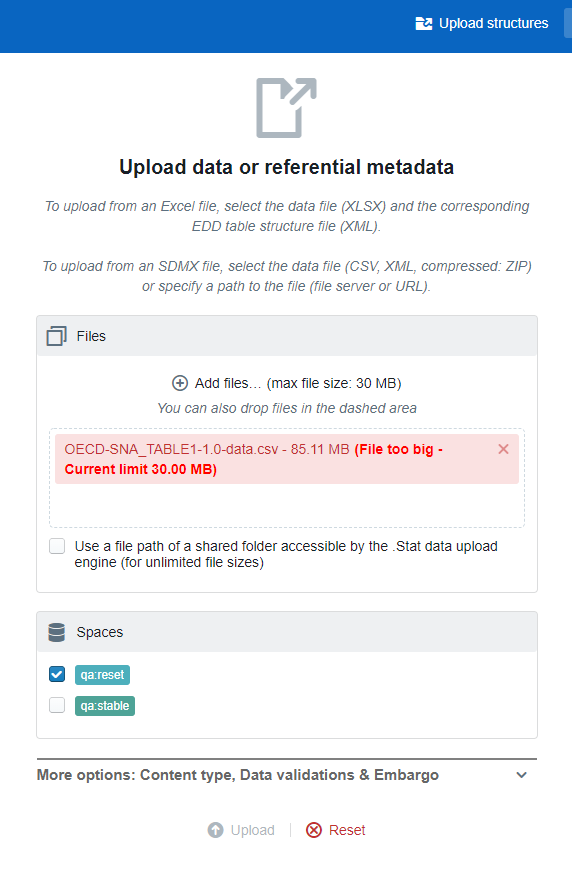 Upload structures
Upload data or referential metadata
To upload from an Excel file, select the data file (XLSX) and the corresponding
EDD table structure file (XML).
To upload from an SDMX file, select the data file (CSV, XML, compressed: ZIP)
or specify a path to the file (file server or URL).
Files
Add files... (max file size: 30 MB)
You can also drop files in the dashed area
OECD-SNA_TABLE1-1.0-data.csv - 85.11 MB (File too big -
Current limit 30.00 MB)
Use a file path of a shared folder accessible by the .Stat data upload
engine (for unlimited file sizes)
Spaces
qa:reset
qa:stable
More options: Content type, Data validations & Embargo
Upload
Reset